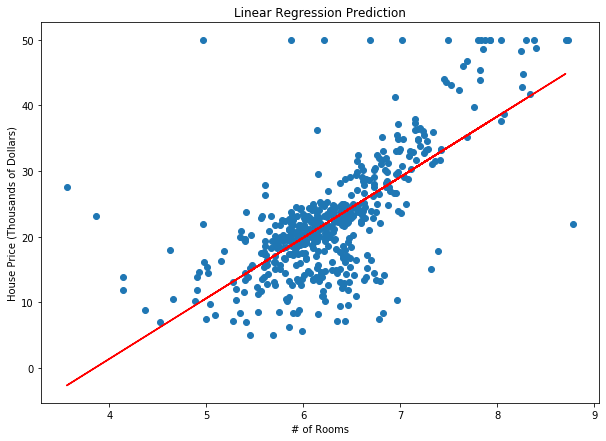 Linear Regression Prediction
House Price (Thousands of Dollars)
50
40
30
20
10
0
4 5 6 7 8 9
# of Rooms